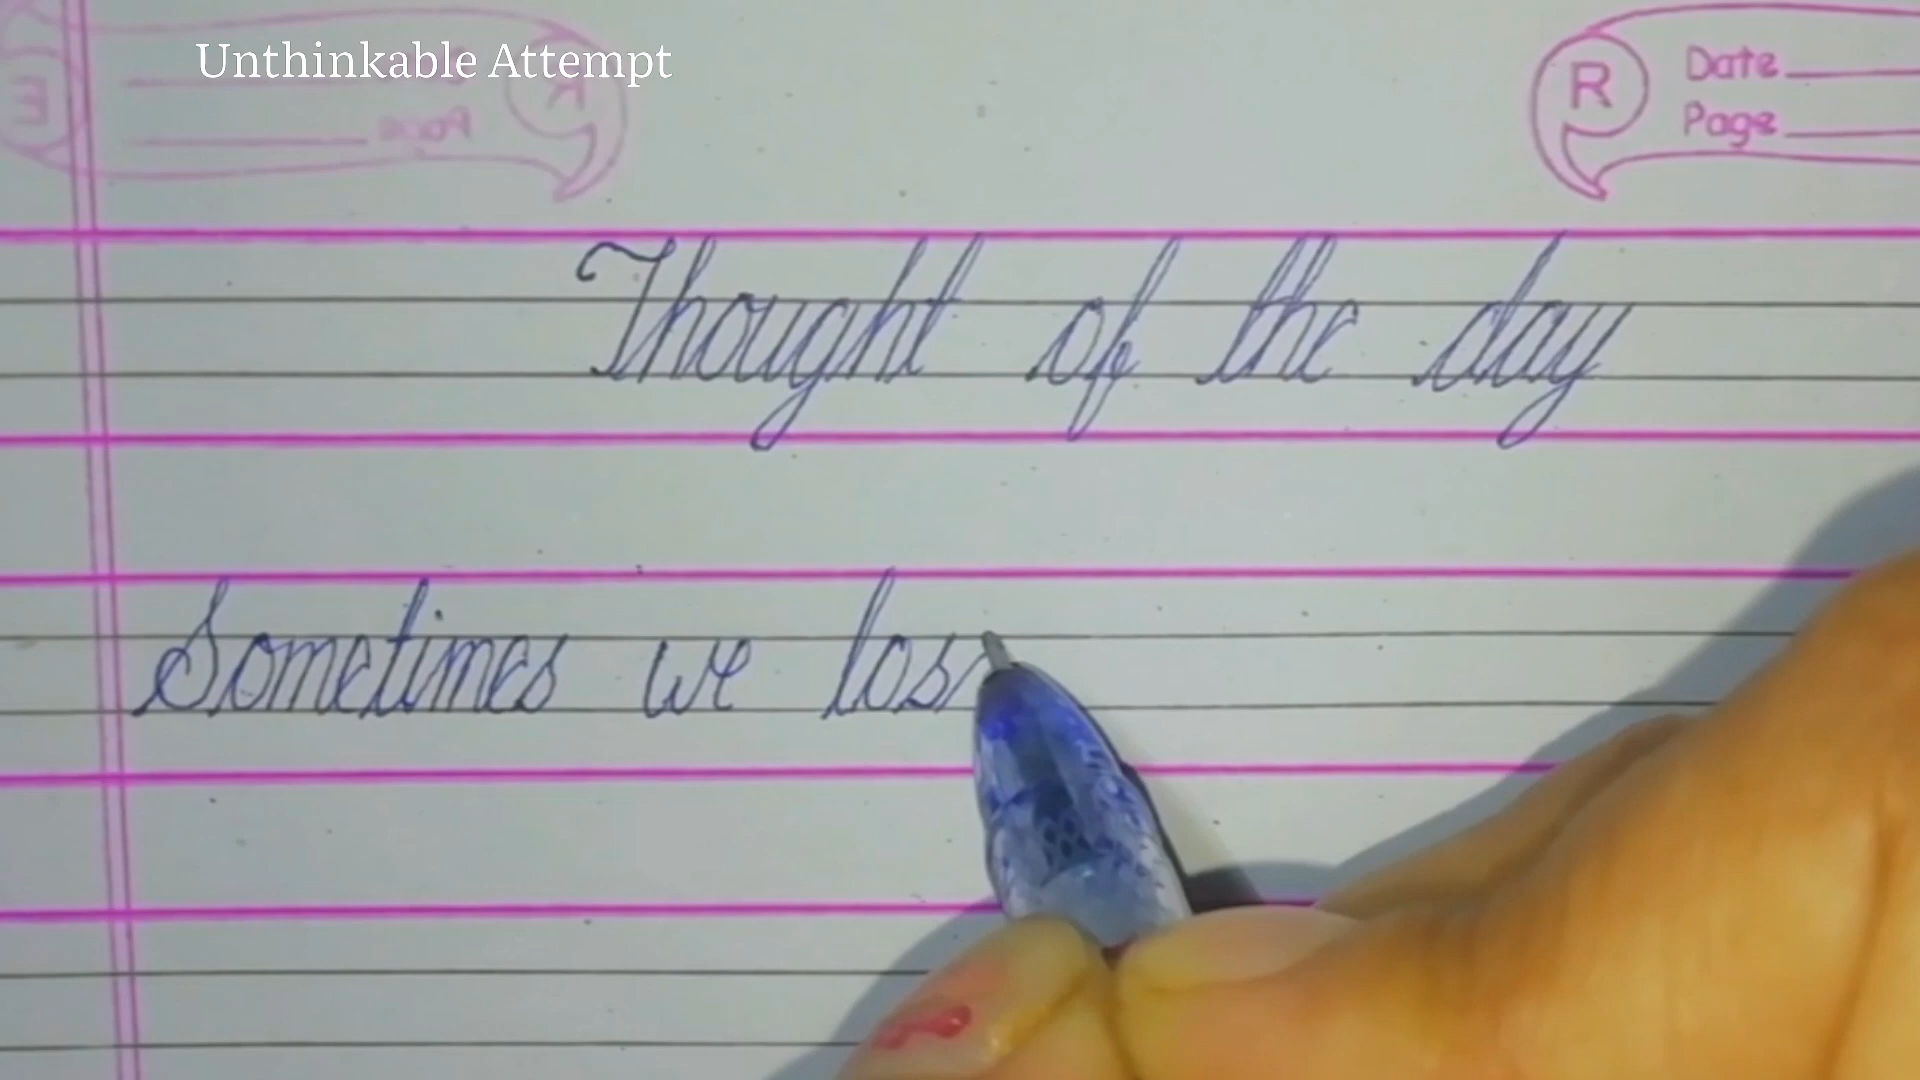 Unthinkable Attempt
R Date
Page
Thought of the day
Sometimes we los